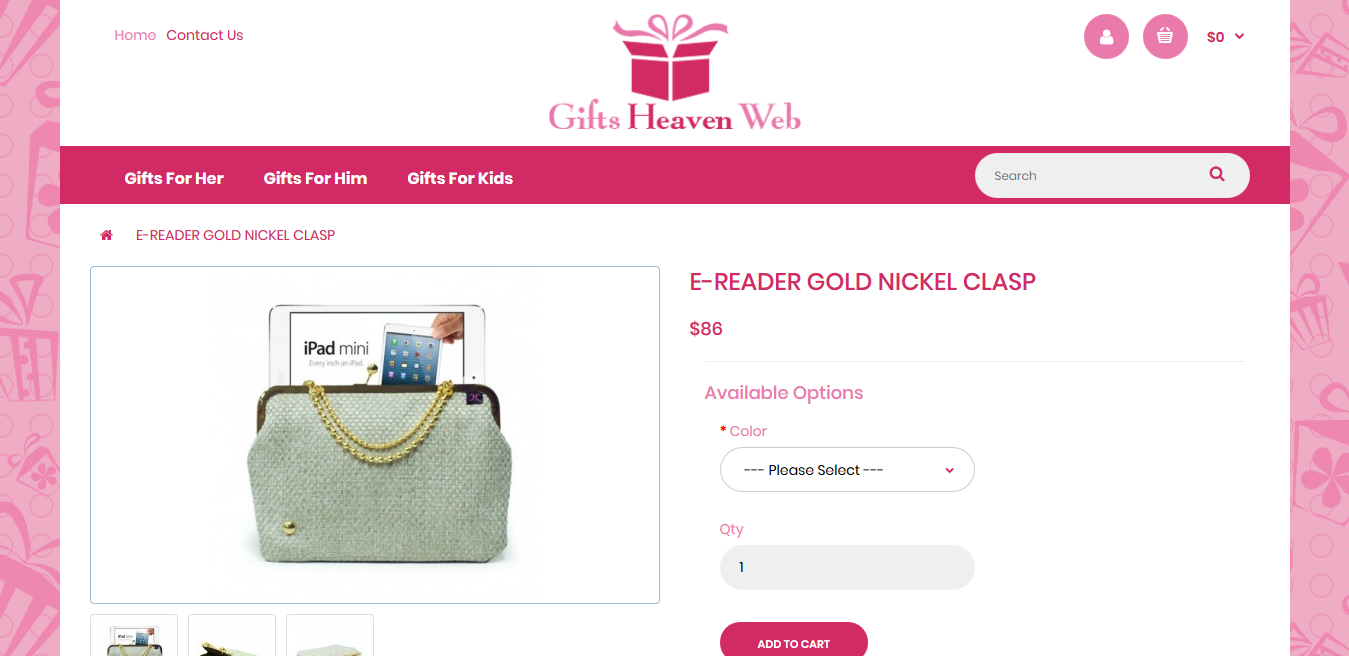 Home Contact Us
$0
Gifts Heaven Web
Gifts For Her Gifts For Him Gifts For Kids
Search
E-READER GOLD NICKEL CLASP
E-READER GOLD NICKEL CLASP
$86
iPad mini
Every inch an iPad.
Available Options
* Color
--- Please Select ---
Qty
1
ADD TO CART
iPad mini